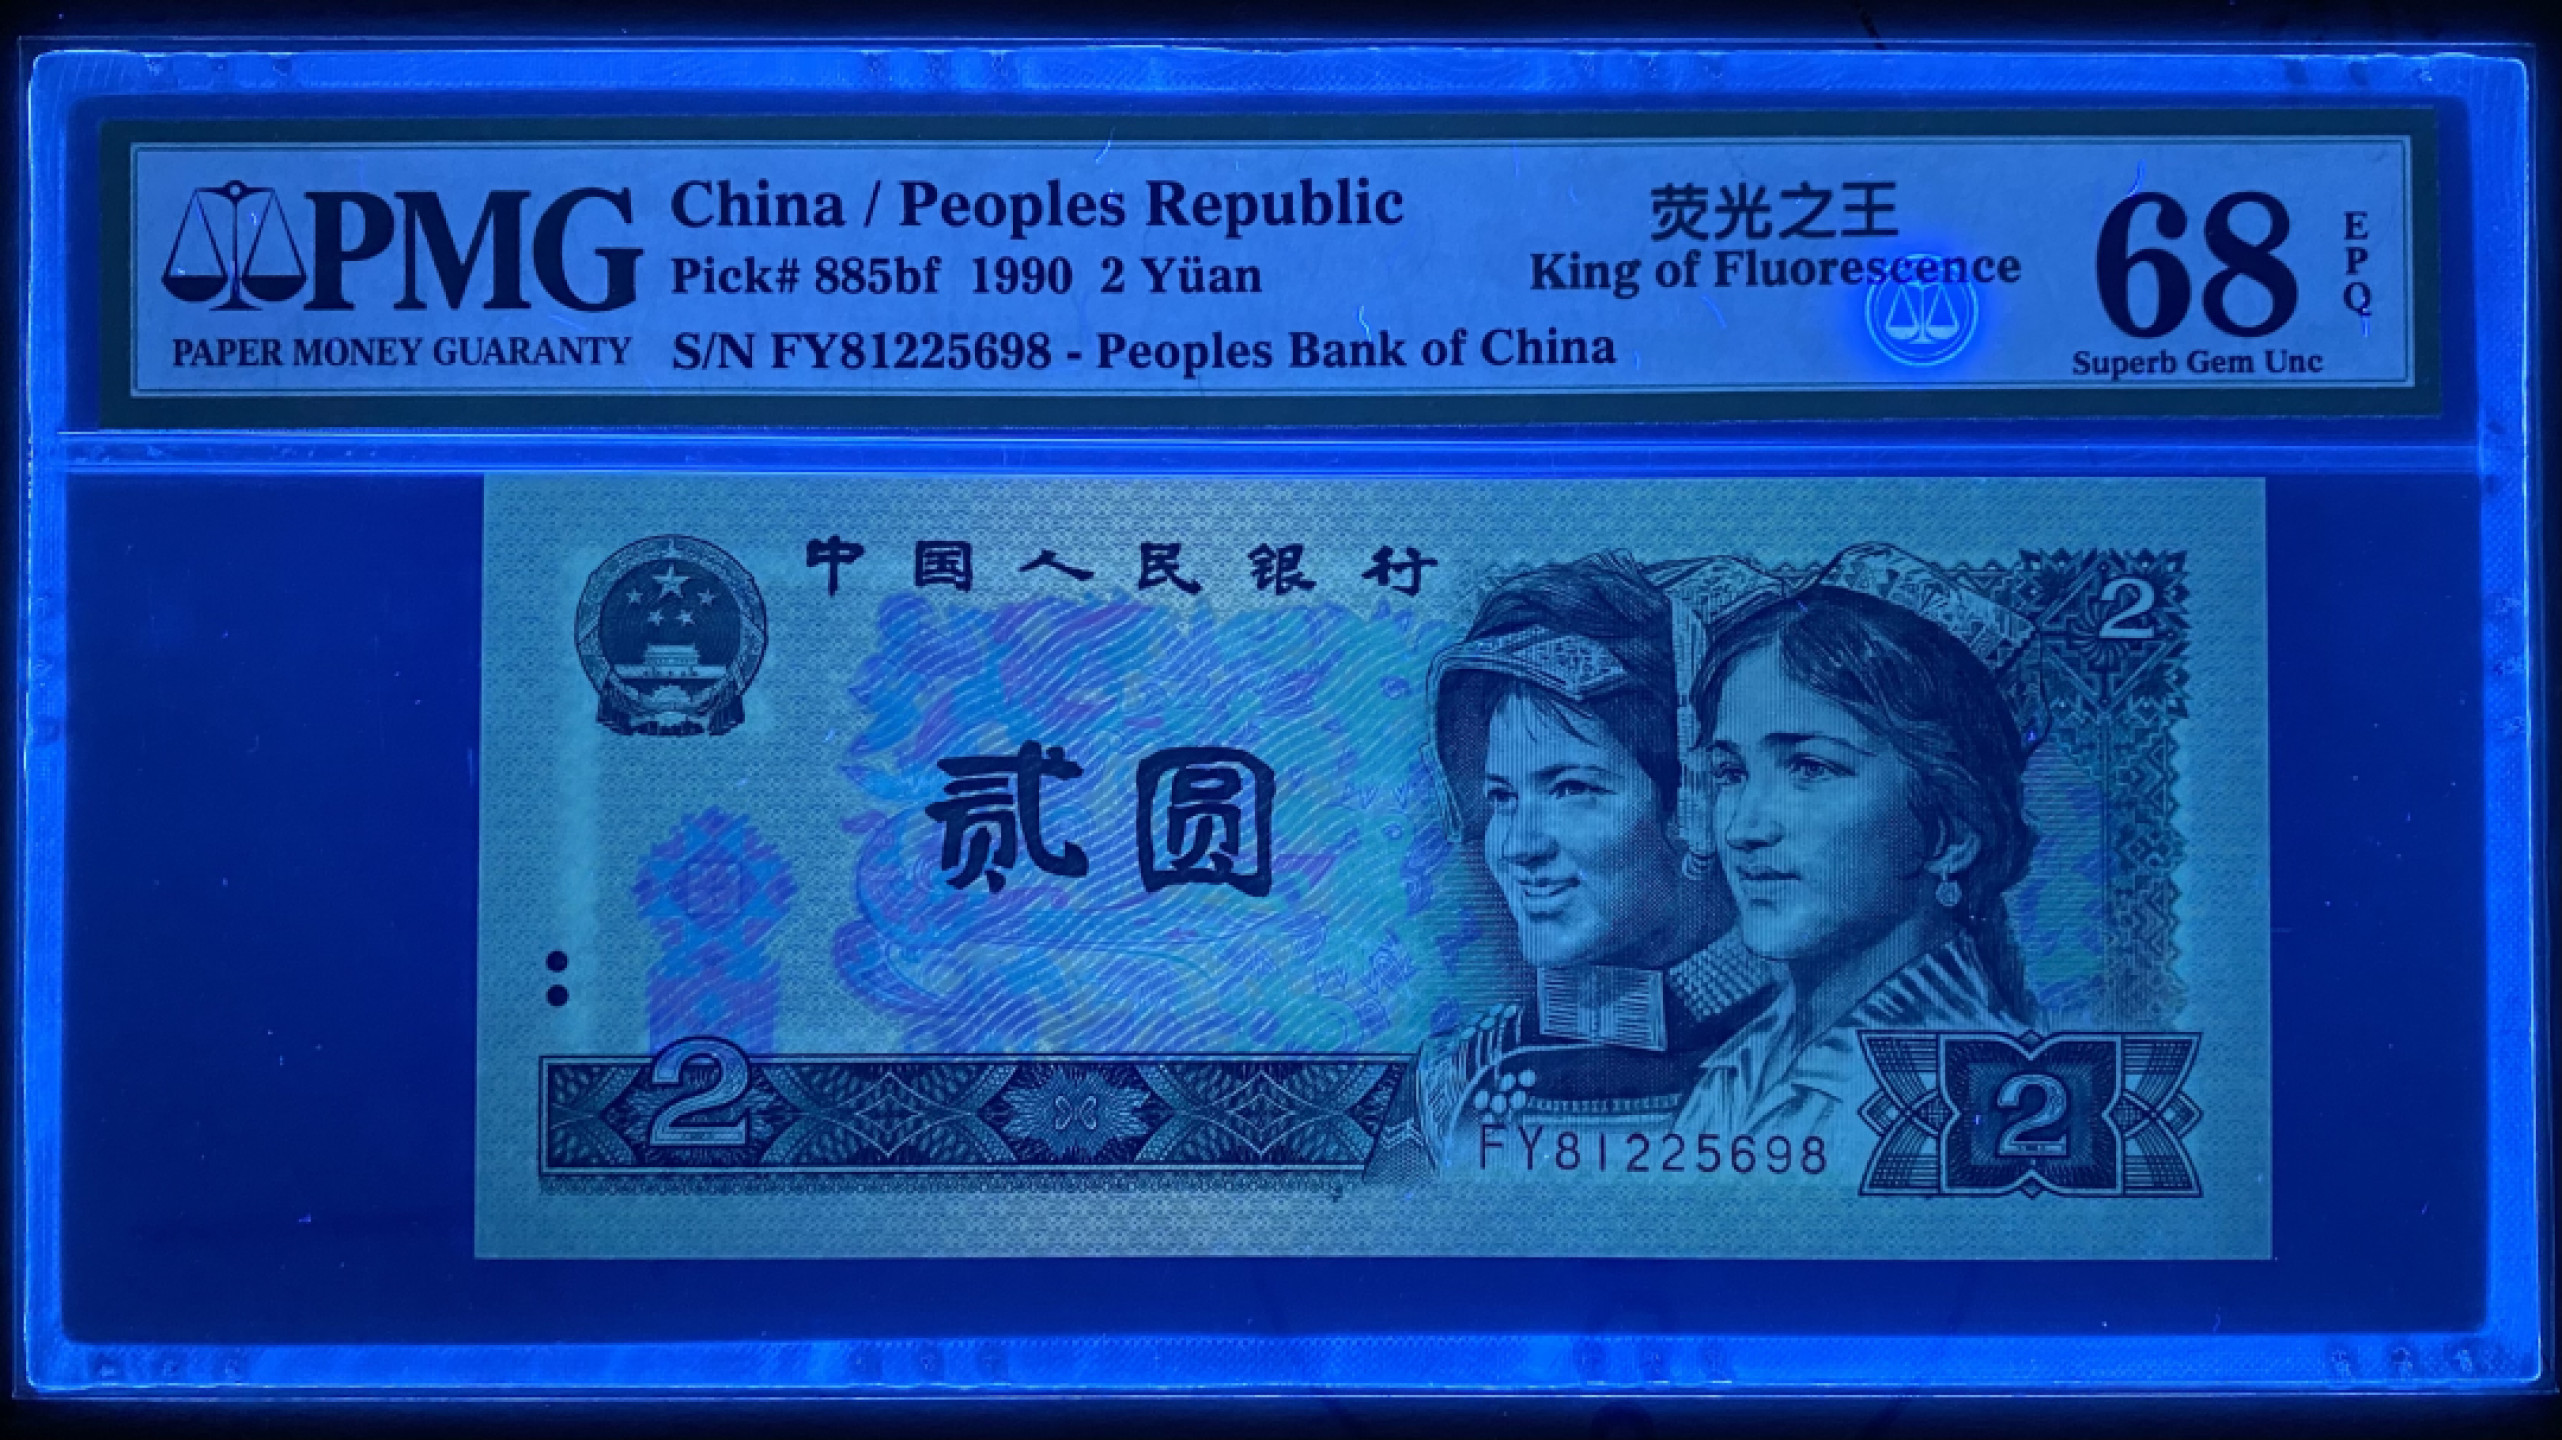 PMG
PAPER MONEY GUARANTY
China / Peoples Republic
Pick# 885bf 1990 2 Yüan
S/N FY81225698 - Peoples Bank of China
荧光之王
King of Fluorescence
68
EPQ
Superb Gem Unc
中国人民银行
2
贰圆
2
FY81225698
2